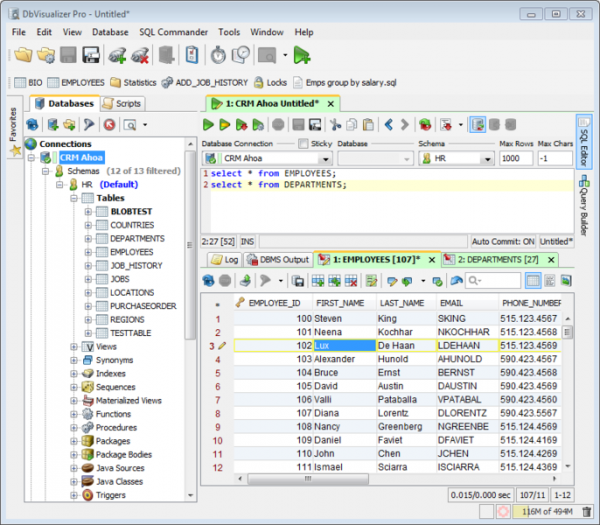 DbVisualizer Pro - Untitled*
File Edit View Database SQL Commander Tools Window Help
BIO EMPLOYEES Statistics ADD_JOB_HISTORY Locks Emps group by salary.sql
Favorites
Databases Scripts
Connections
CRM Ahoa
Schemas (12 of 13 filtered)
HR (Default)
Tables
BLOBTEST
COUNTRIES
DEPARTMENTS
EMPLOYEES
JOB_HISTORY
JOBS
LOCATIONS
PURCHASEORDER
REGIONS
TESTTABLE
Views
Synonyms
Indexes
Sequences
Materialized Views
Functions
Procedures
Packages
Package Bodies
Java Sources
Java Classes
Triggers
1: CRM Ahoa Untitled*
Database Connection Sticky Database Schema Max Rows Max Chars
CRM Ahoa HR 1000 -1
1 select * from EMPLOYEES;
2 select * from DEPARTMENTS;
2:27 [52] INS Auto Commit: ON Untitled*
SQL Editor
Query Builder
Log DBMS Output 1: EMPLOYEES [107]* 2: DEPARTMENTS [27]
* EMPLOYEE_ID FIRST_NAME LAST_NAME EMAIL PHONE_NUMBER
1 100 Steven King SKING 515.123.4567
2 101 Neena Kochhar NKOCHHAR 515.123.4568
3 102 Lux De Haan LDEHAAN 515.123.4569
4 103 Alexander Hunold AHUNOLD 590.423.4567
5 104 Bruce Ernst BERNST 590.423.4568
6 105 David Austin DAUSTIN 590.423.4569
7 106 Valli Pataballa VPATABAL 590.423.4560
8 107 Diana Lorentz DLORENTZ 590.423.5567
9 108 Nancy Greenberg NGREENBE 515.124.4569
10 109 Daniel Faviet DFAVIET 515.124.4169
11 110 John Chen JCHEN 515.124.4269
12 111 Ismael Sciarra ISCIARRA 515.124.4369
0.015/0.000 sec 107/11 1-12
116M of 494M